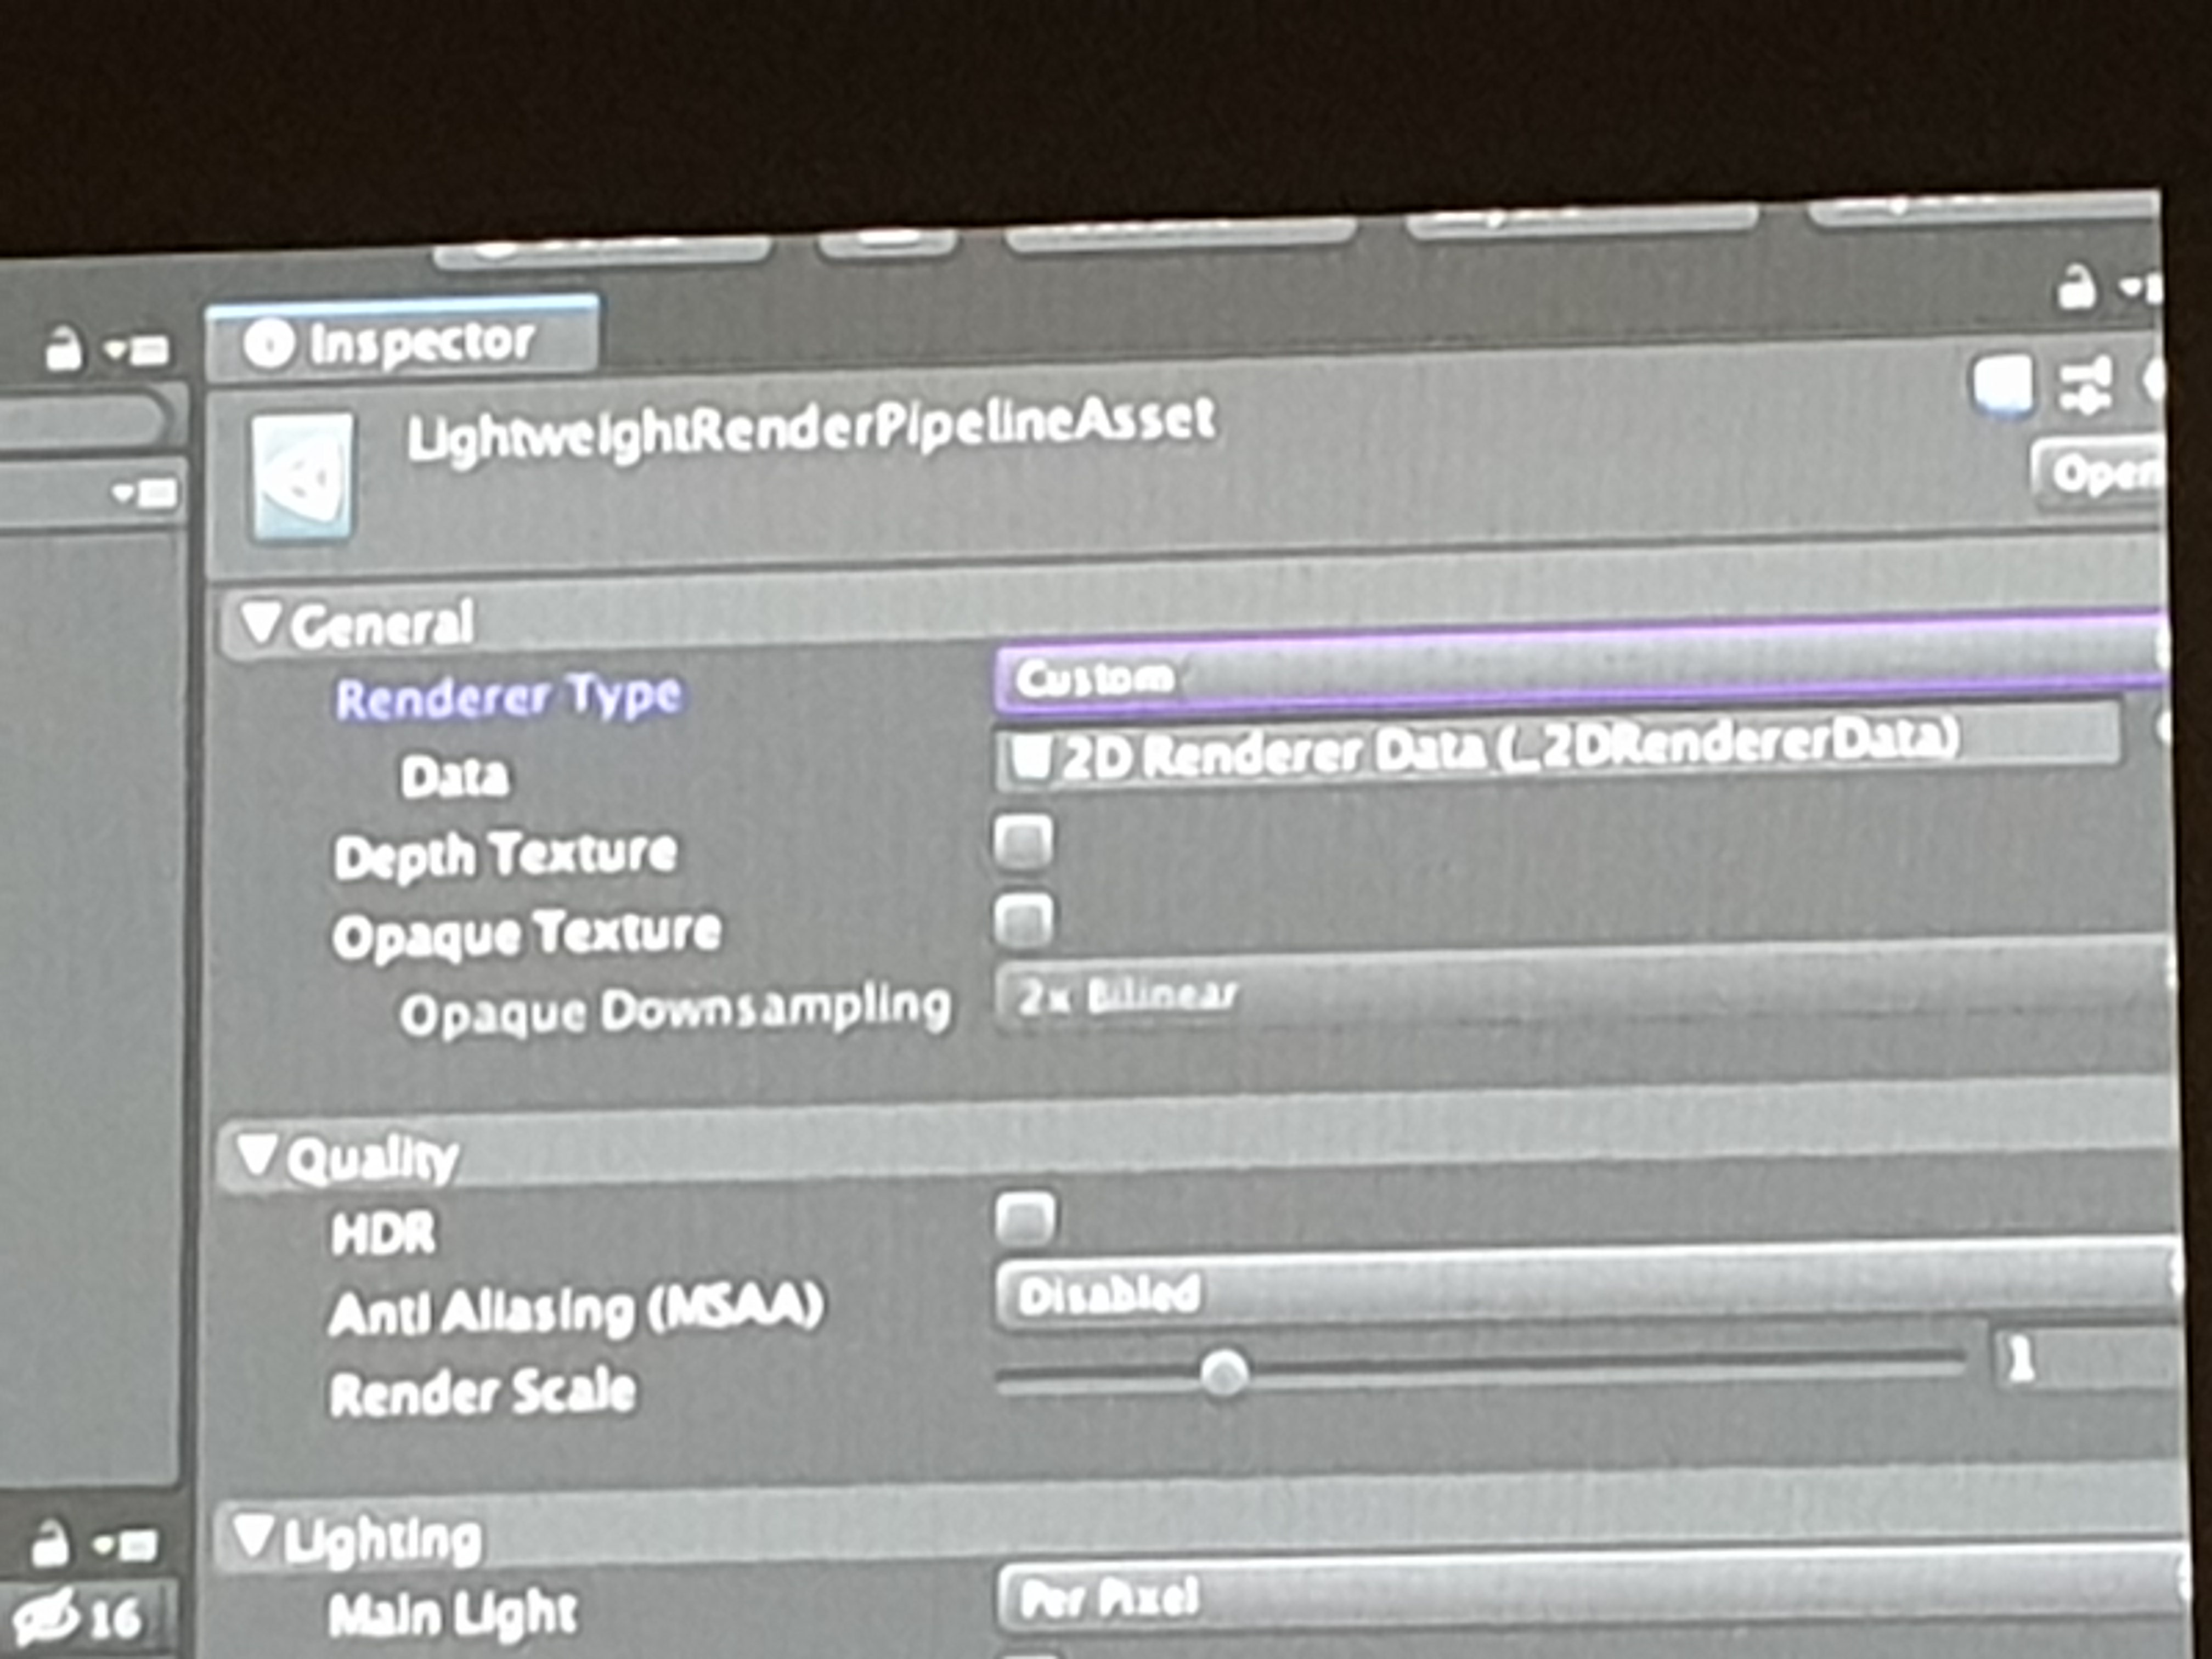 Inspector
LightweightRenderPipelineAsset
Open
General
Renderer Type Custom
Data 2D Renderer Data (_2DRendererData)
Depth Texture
Opaque Texture
Opaque Downsampling 2x Bilinear
Quality
HDR
Anti Aliasing (MSAA) Disabled
Render Scale 1
Lighting
16
Main Light Per Pixel